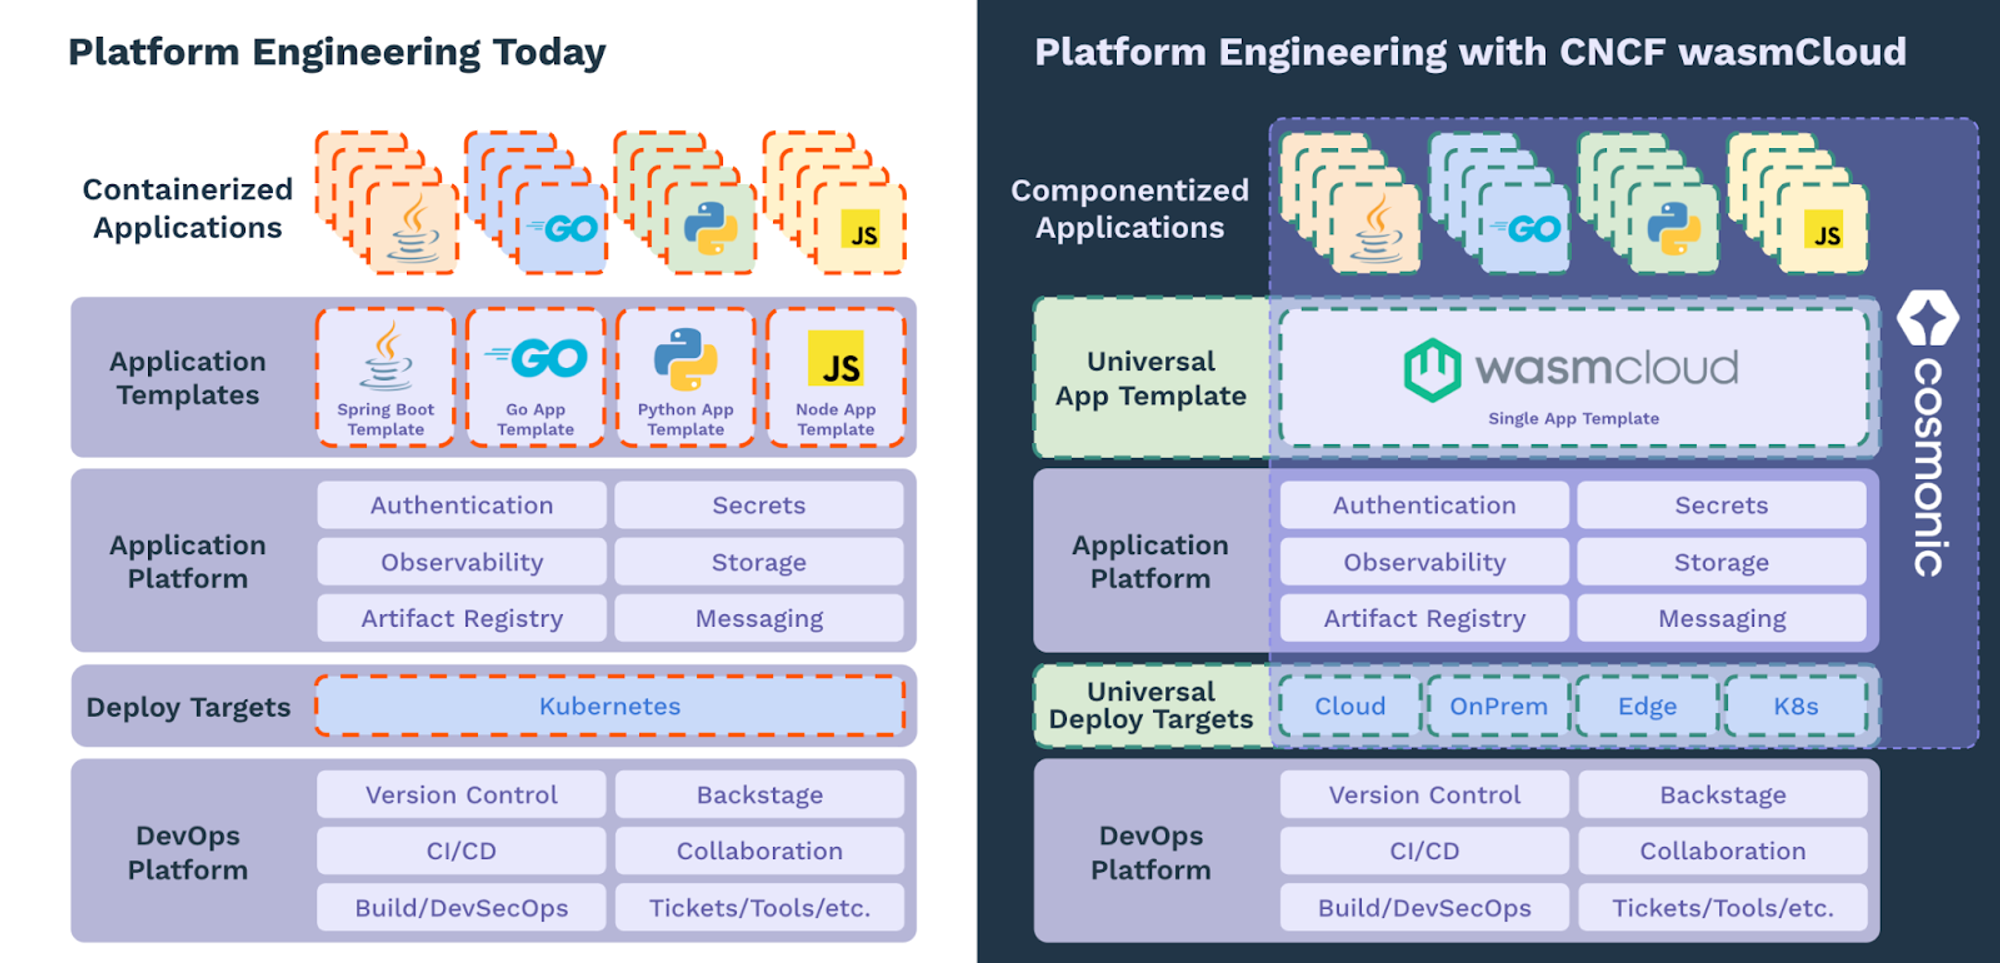 Platform Engineering Today
Containerized
Applications
GO
JS
Application
Templates
GO
JS
Spring Boot
Template
Go App
Template
Python App
Template
Node App
Template
Application
Platform
Authentication
Secrets
Observability
Storage
Artifact Registry
Messaging
Deploy Targets
Kubernetes
DevOps
Platform
Version Control
Backstage
CI/CD
Collaboration
Build/DevSecOps
Tickets/Tools/etc.
Platform Engineering with CNCF wasmCloud
Componentized
Applications
GO
JS
Universal
App Template
wasmcloud
Single App Template
Application
Platform
Authentication
Secrets
Observability
Storage
Artifact Registry
Messaging
Universal
Deploy Targets
Cloud
OnPrem
Edge
K8s
cosmonic
DevOps
Platform
Version Control
Backstage
CI/CD
Collaboration
Build/DevSecOps
Tickets/Tools/etc.